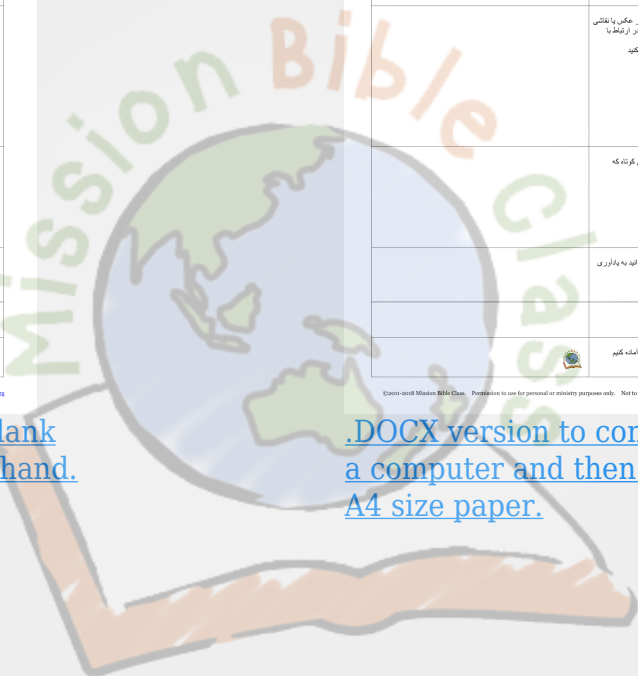 Mission Bible Class
عکس یا نقاشی
در ارتباط با
کنید
کوتاه که
به یادآوری
آماده کنیم
©2011-2018 Mission Bible Class. Permission to use for personal or ministry purposes only. Not to
lank
hand.
.DOCX version to com
a computer and then
A4 size paper.